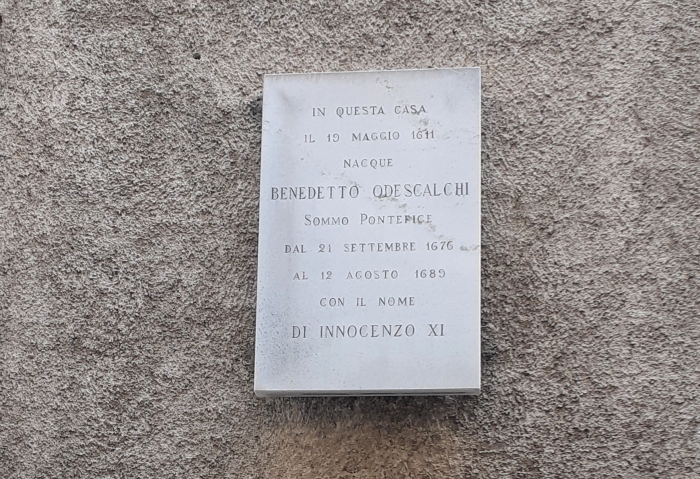 IN QUESTA CASA
IL 19 MAGGIO 1611
NACQUE
BENEDETTO ODESCALCHI
SOMMO PONTEFICE
DAL 21 SETTEMBRE 1676
AL 12 AGOSTO 1689
CON IL NOME
DI INNOCENZO XI